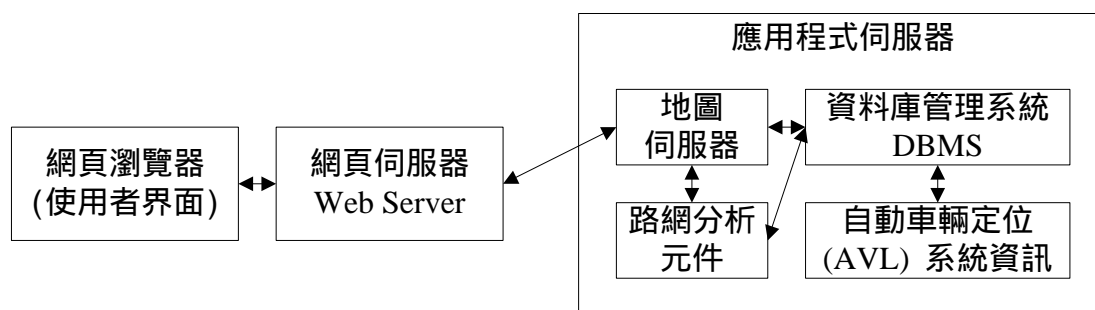 應用程式伺服器
網頁瀏覽器
(使用者界面)
網頁伺服器
Web Server
地圖
伺服器
資料庫管理系統
DBMS
路網分析
元件
自動車輛定位
(AVL) 系統資訊